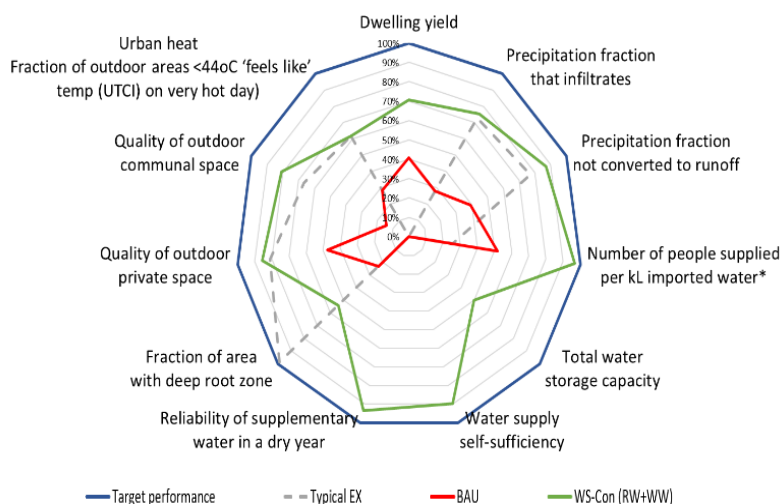 Dwelling yield
100%
90%
80%
70%
60%
50%
40%
30%
20%
10%
0%
Precipitation fraction
that infiltrates
Precipitation fraction
not converted to runoff
Number of people supplied
per kL imported water*
Total water
storage capacity
Water supply
self-sufficiency
Reliability of supplementary
water in a dry year
Fraction of area
with deep root zone
Quality of outdoor
private space
Quality of outdoor
communal space
Urban heat
Fraction of outdoor areas <44oC ‘feels like’
temp (UTCI) on very hot day)
Target performance
Typical EX
BAU
WS-Con (RW+WW)